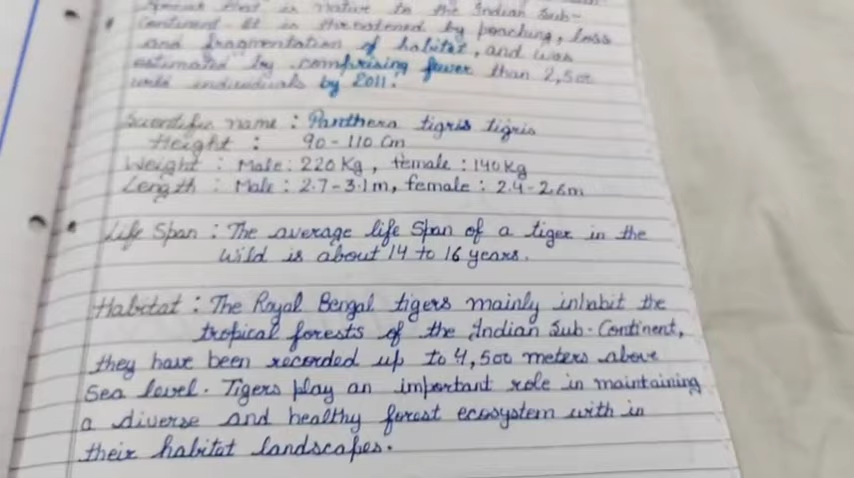 species that is native to the Indian Sub-
Continent. It is threatened by poaching, loss
and fragmentation of habitat, and was
estimated by comprising fewer than 2,500
wild individuals by 2011.
Scientific name : Panthera tigris tigris
Height : 90 - 110 Cm
Weight : Male : 220 Kg , female : 140 Kg
Length : Male : 2.7 - 3.1 m, female : 2.4 - 2.6 m
Life Span : The average life Span of a tiger in the
Wild is about 14 to 16 years.
Habitat : The Royal Bengal tigers mainly inhabit the
tropical forests of the Indian Sub-Continent,
they have been recorded up to 4,500 meters above
Sea level. Tigers play an important role in maintaining
a diverse and healthy forest ecosystem with in
their habitat landscapes.